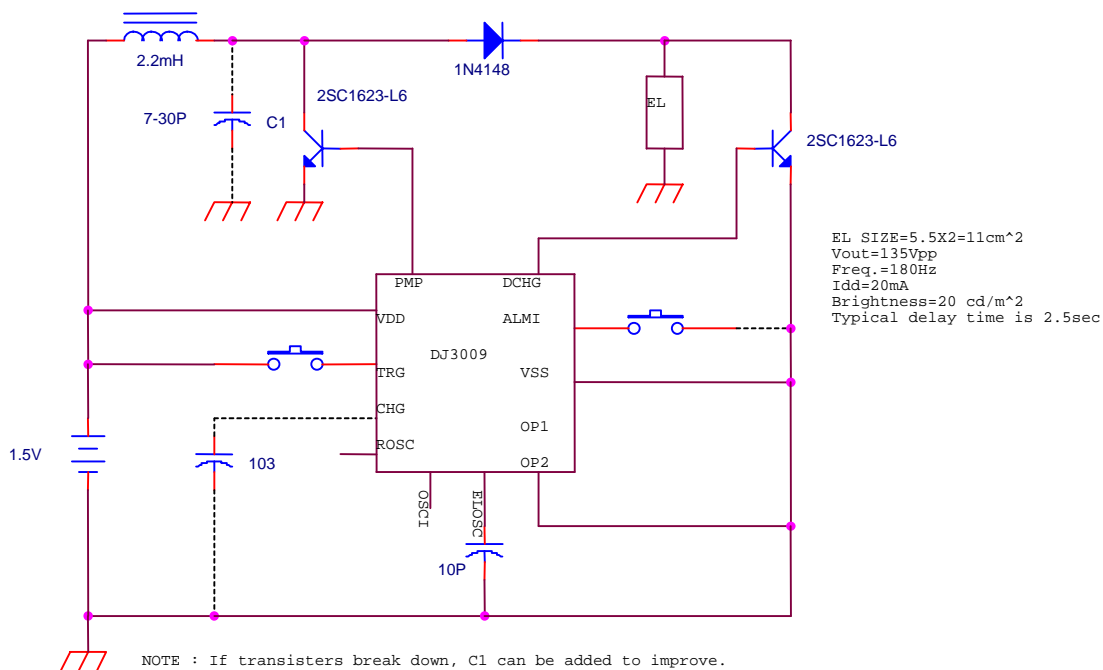 2.2mH
1N4148
7-30P
C1
2SC1623-L6
EL
2SC1623-L6
EL SIZE=5.5X2=11cm^2
Vout=135Vpp
Freq.=180Hz
Idd=20mA
Brightness=20 cd/m^2
Typical delay time is 2.5sec
PMP
DCHG
VDD
ALMI
DJ3009
TRG
VSS
CHG
OP1
ROSC
OP2
1.5V
103
OSCI
ELOSC
10P
NOTE : If transisters break down, C1 can be added to improve.